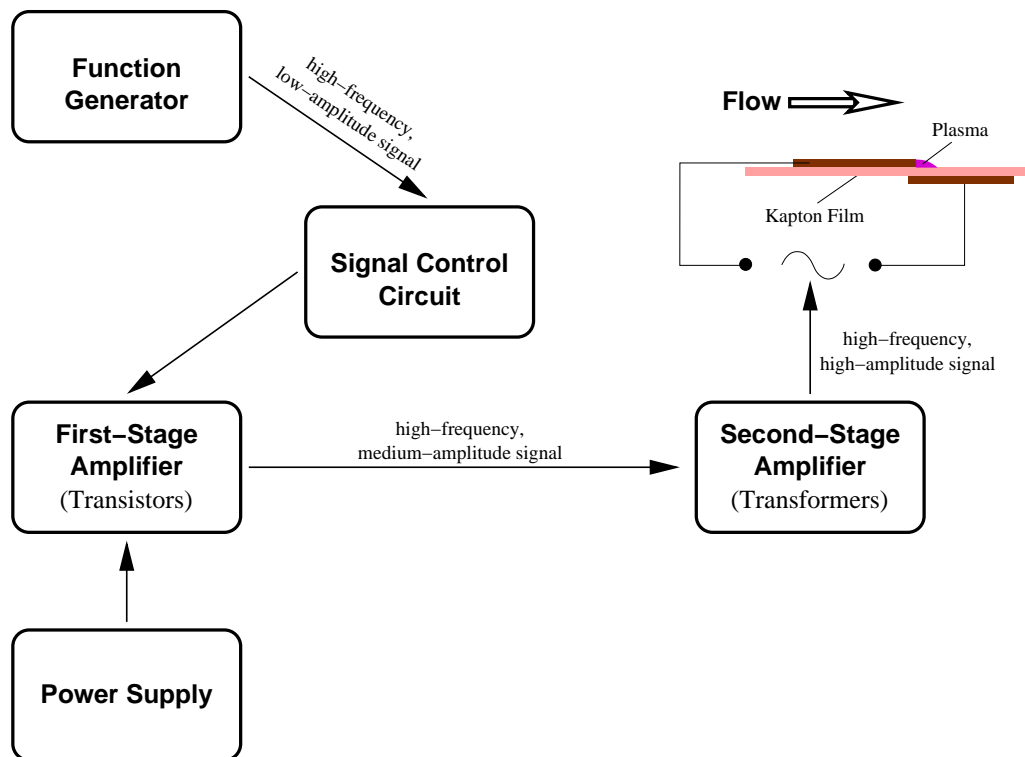 Function
Generator
high−frequency,
low−amplitude signal
Flow
Plasma
Kapton Film
Signal Control
Circuit
high−frequency,
high−amplitude signal
First−Stage
Amplifier
(Transistors)
high−frequency,
medium−amplitude signal
Second−Stage
Amplifier
(Transformers)
Power Supply